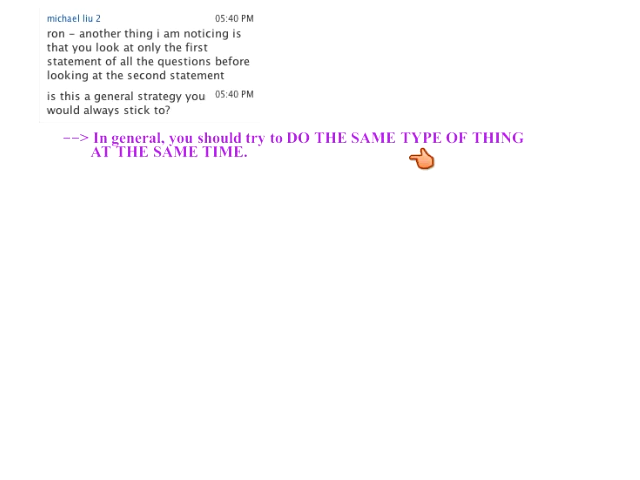 michael liu 2 05:40 PM
ron – another thing i am noticing is
that you look at only the first
statement of all the questions before
looking at the second statement
is this a general strategy you 05:40 PM
would always stick to?
––> In general, you should try to DO THE SAME TYPE OF THING
AT THE SAME TIME.